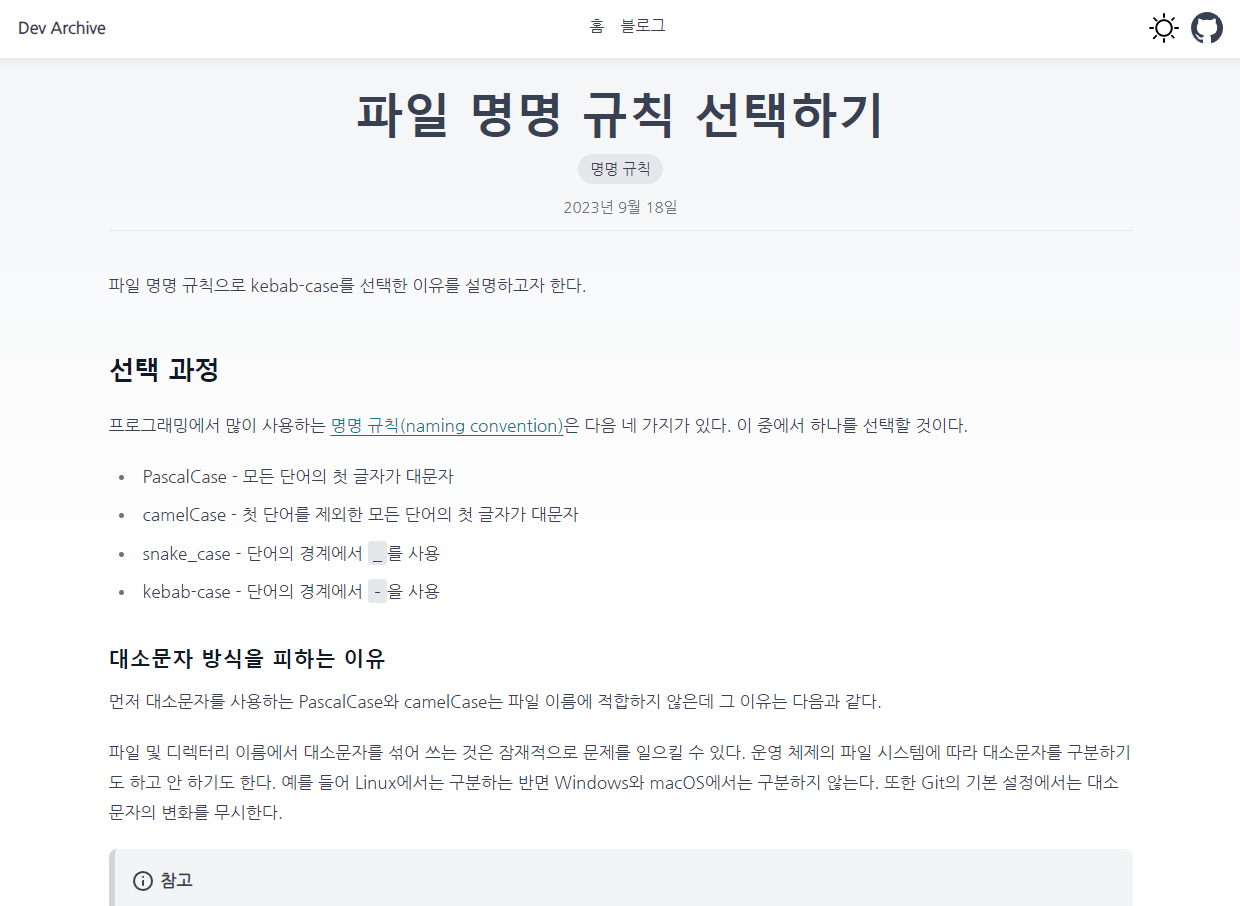 Dev Archive
홈 블로그
파일 명명 규칙 선택하기
명명 규칙
2023년 9월 18일
파일 명명 규칙으로 kebab-case를 선택한 이유를 설명하고자 한다.
선택 과정
프로그래밍에서 많이 사용하는 명명 규칙(naming convention)은 다음 네 가지가 있다. 이 중에서 하나를 선택할 것이다.
• PascalCase - 모든 단어의 첫 글자가 대문자
• camelCase - 첫 단어를 제외한 모든 단어의 첫 글자가 대문자
• snake_case - 단어의 경계에서 _를 사용
• kebab-case - 단어의 경계에서 -을 사용
대소문자 방식을 피하는 이유
먼저 대소문자를 사용하는 PascalCase와 camelCase는 파일 이름에 적합하지 않은데 그 이유는 다음과 같다.
파일 및 디렉터리 이름에서 대소문자를 섞어 쓰는 것은 잠재적으로 문제를 일으킬 수 있다. 운영 체제의 파일 시스템에 따라 대소문자를 구분하기
도 하고 안 하기도 한다. 예를 들어 Linux에서는 구분하는 반면 Windows와 macOS에서는 구분하지 않는다. 또한 Git의 기본 설정에서는 대소
문자의 변화를 무시한다.
참고